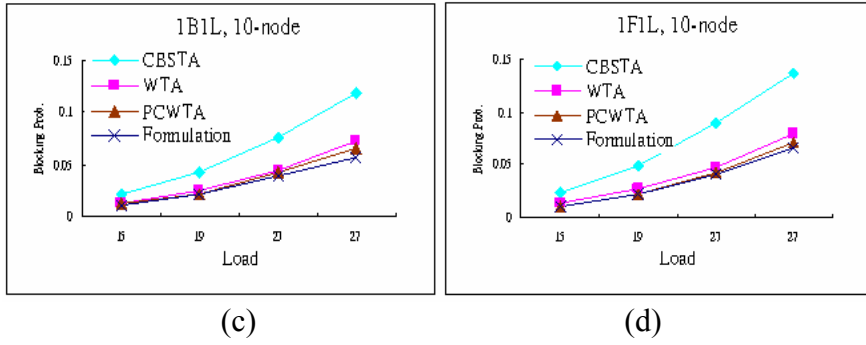 1B1L, 10-node
0.15
0.1
0.05
0
Blocking Prob.
CBSTA
WTA
PCWTA
Formulation
15 19 23 27
Load
(c)
1F1L, 10-node
0.15
0.1
0.05
0
Blocking Prob.
CBSTA
WTA
PCWTA
Formulation
15 19 23 27
Load
(d)